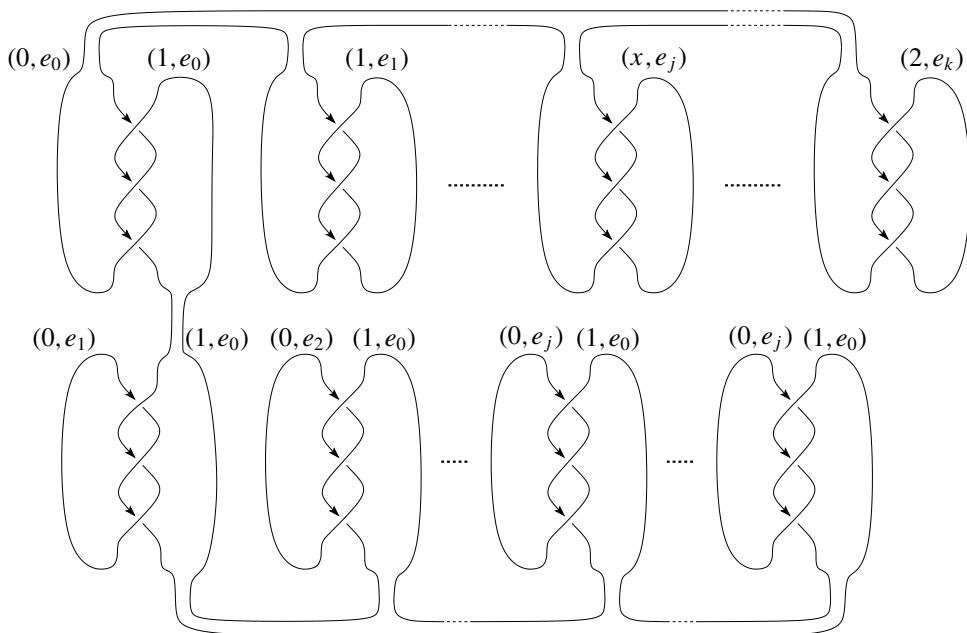 (0, e₀) (1, e₀) (1, e₁) (x, eⱼ) (2, eₖ)
(0, e₁) (1, e₀) (0, e₂) (1, e₀) (0, eⱼ) (1, e₀) (0, eⱼ) (1, e₀)